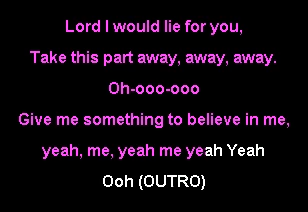 Lord I would lie for you,
Take this part away, away, away.
Oh-ooo-ooo
Give me something to believe in me,
yeah, me, yeah me yeah Yeah
Ooh (OUTRO)